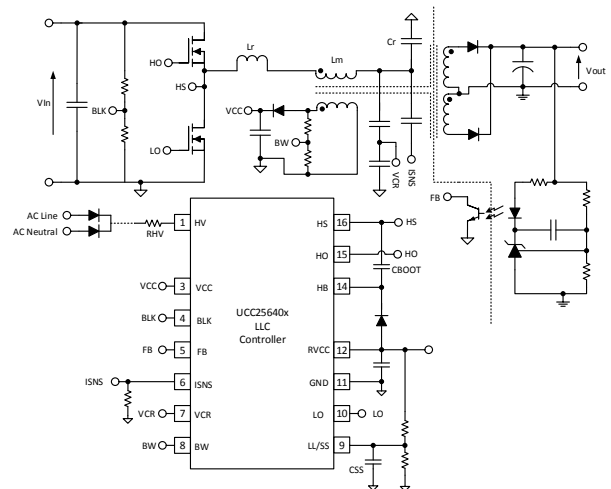 Cr
Lr
Lm
HO
HS
VIn
BLK
VCC
BW
LO
VCR
ISNS
Vout
FB
AC Line
AC Neutral
RHV
1
HV
HS
16
HS
HO
15
HO
CBOOT
VCC
3
VCC
HB
14
UCC25640x
LLC
Controller
BLK
4
BLK
FB
5
FB
RVCC
12
ISNS
6
ISNS
GND
11
VCR
7
VCR
LO
10
LO
BW
8
BW
LL/SS
9
CSS